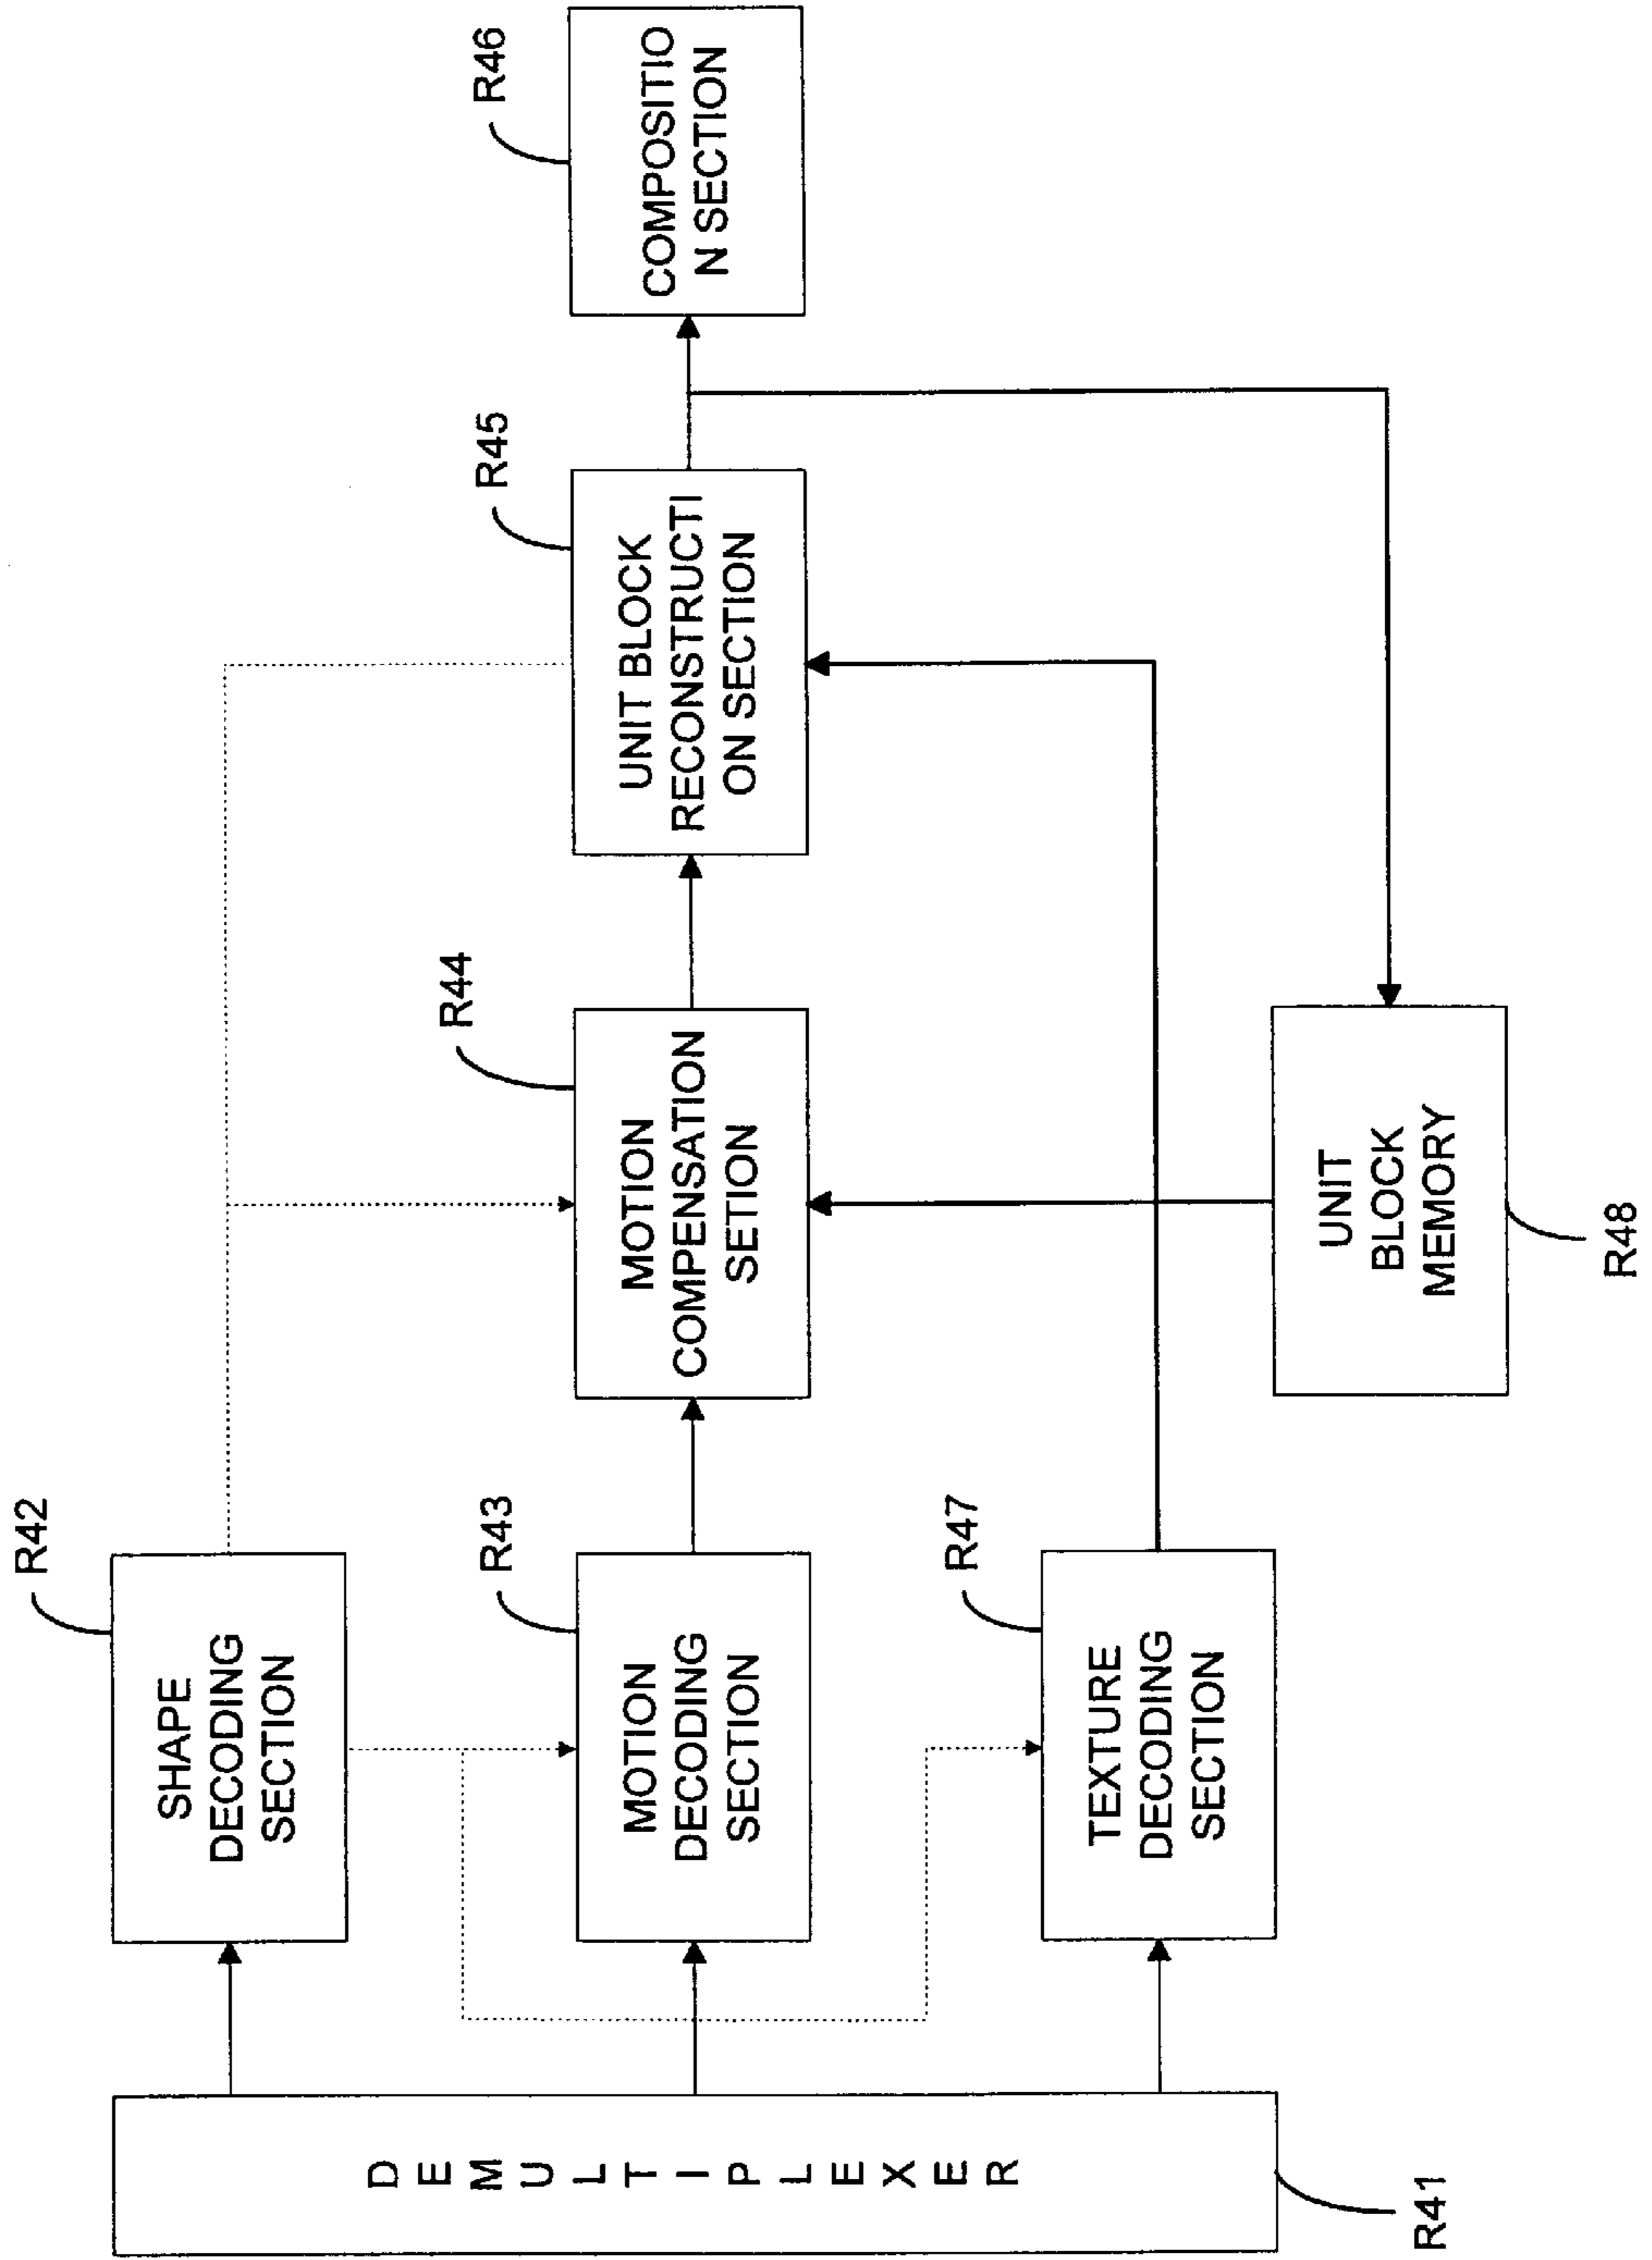 D E M U L T I P L E X E R
R41
SHAPE
DECODING
SECTION
R42
MOTION
DECODING
SECTION
R43
TEXTURE
DECODING
SECTION
R47
MOTION
COMPENSATION
SETION
R44
UNIT
BLOCK
MEMORY
R48
UNIT BLOCK
RECONSTRUCTI
ON SECTION
R45
COMPOSITIO
N SECTION
R46